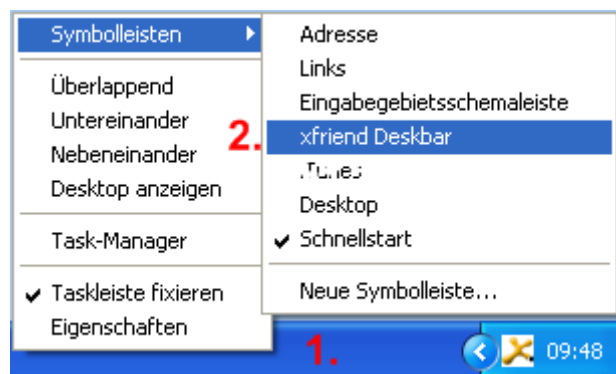 Symbolleisten
Überlappend
Untereinander
Nebeneinander
Desktop anzeigen
Task-Manager
Taskleiste fixieren
Eigenschaften
2.
Adresse
Links
Eingabegebietsschemaleiste
xfriend Deskbar
iTunes
Desktop
Schnellstart
Neue Symbolleiste...
1.
09:48